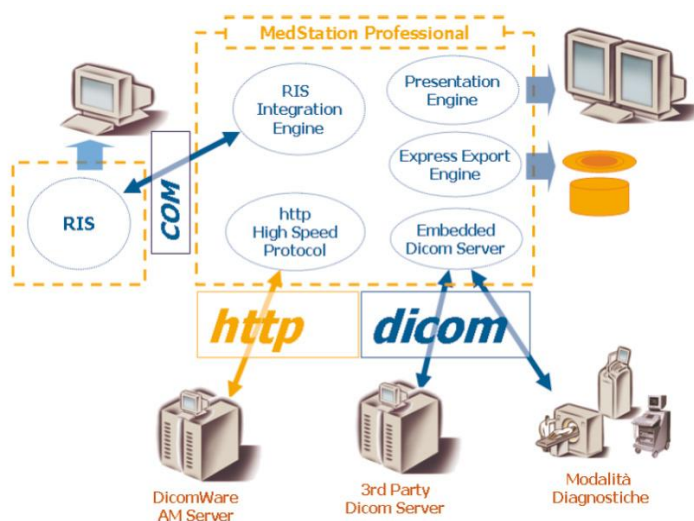 MedStation Professional
RIS
Integration
Engine
Presentation
Engine
Express Export
Engine
RIS
COM
http
High Speed
Protocol
Embedded
Dicom Server
http
dicom
DicomWare
AM Server
3rd Party
Dicom Server
Modalità
Diagnostiche